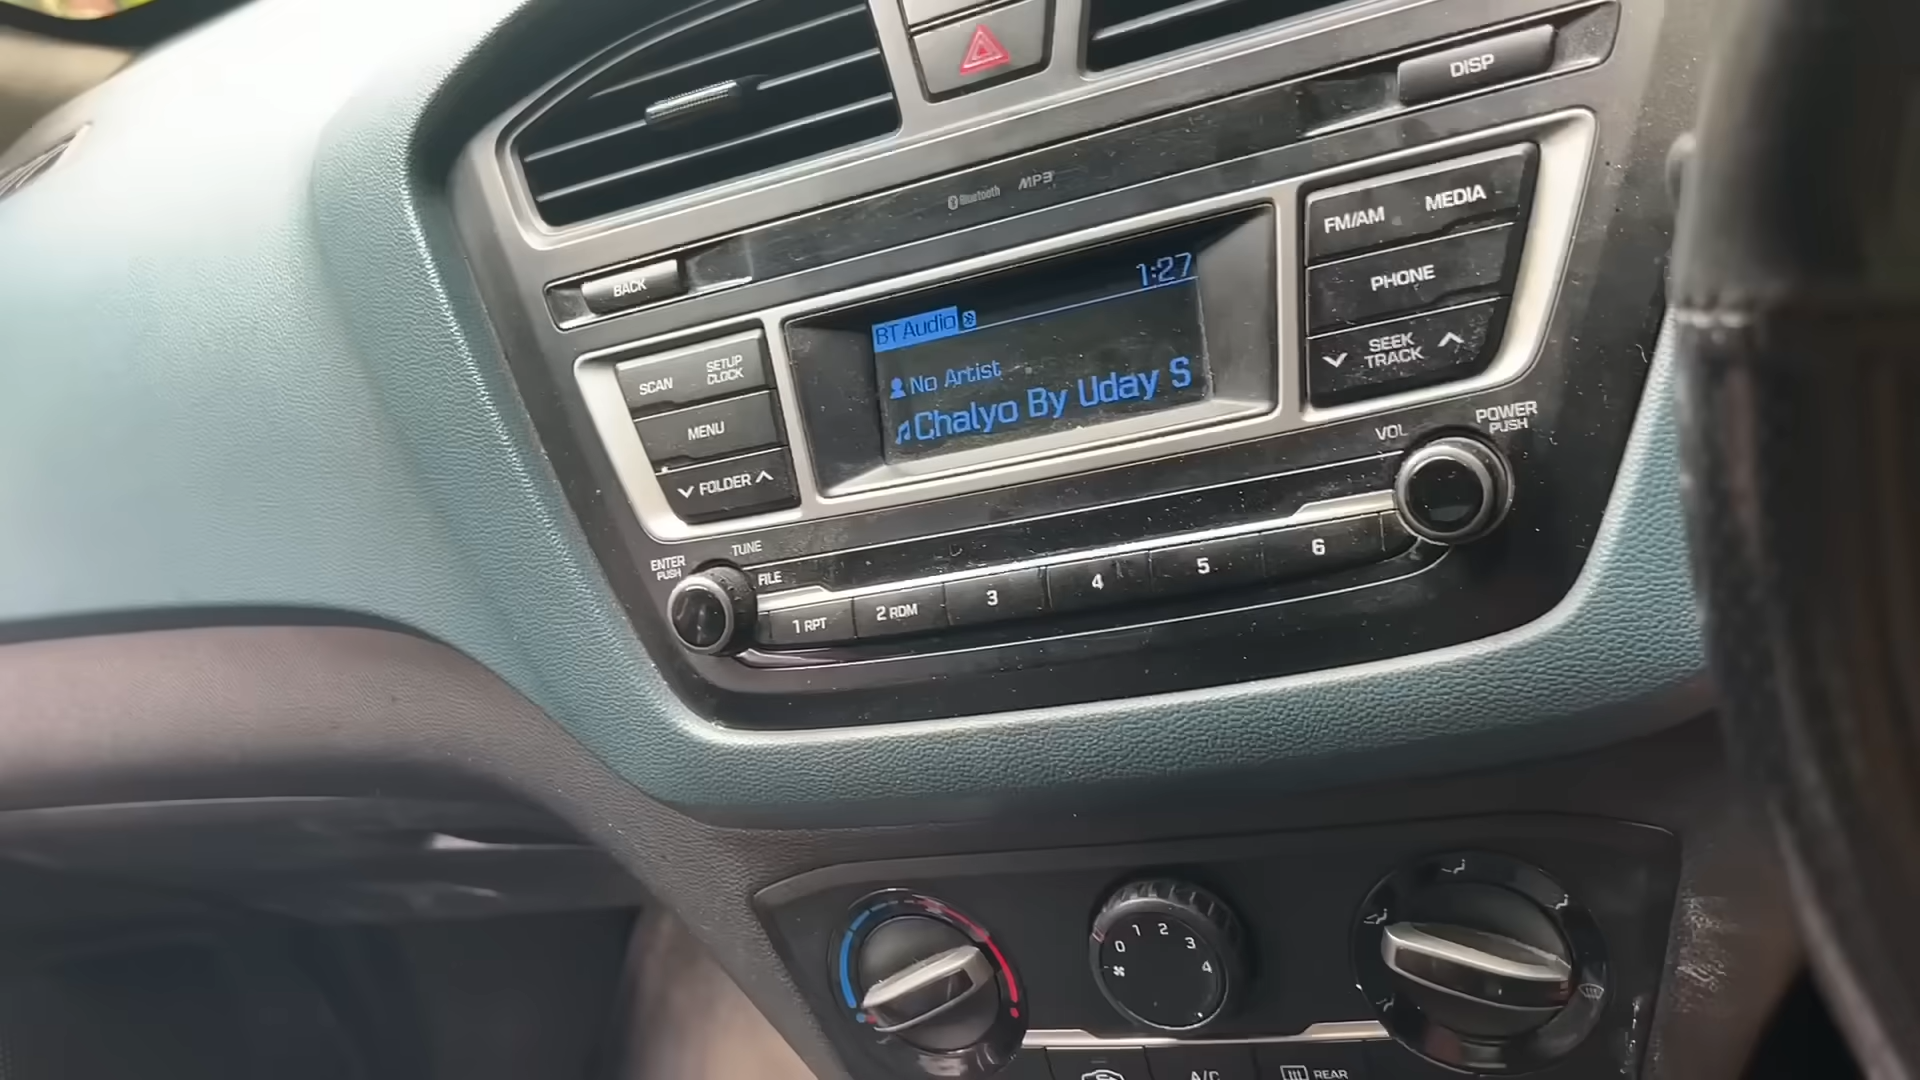 DISP
Bluetooth MP3
FM/AM MEDIA
BACK
1:27
PHONE
BT Audio
SCAN SETUP CLOCK
SEEK
TRACK
No Artist
MENU
Chalyo By Uday S
FOLDER
VOL POWER
PUSH
ENTER
PUSH
TUNE
FILE
1 RPT 2 RDM 3 4 5 6
0 1 2 3 4
A/C REAR